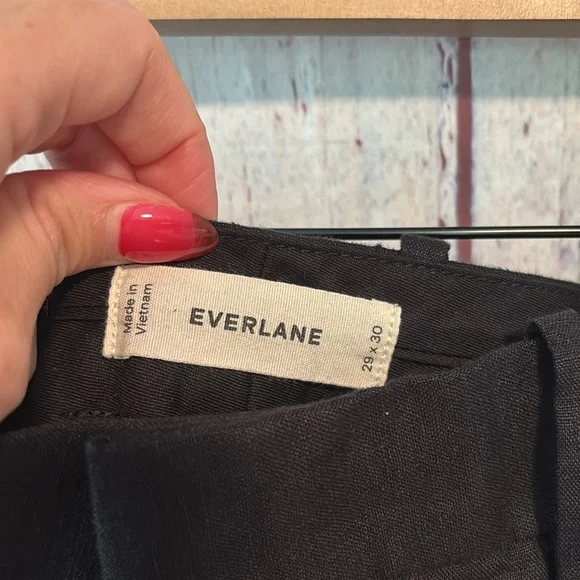 Made in
Vietnam
EVERLANE
29 x 30